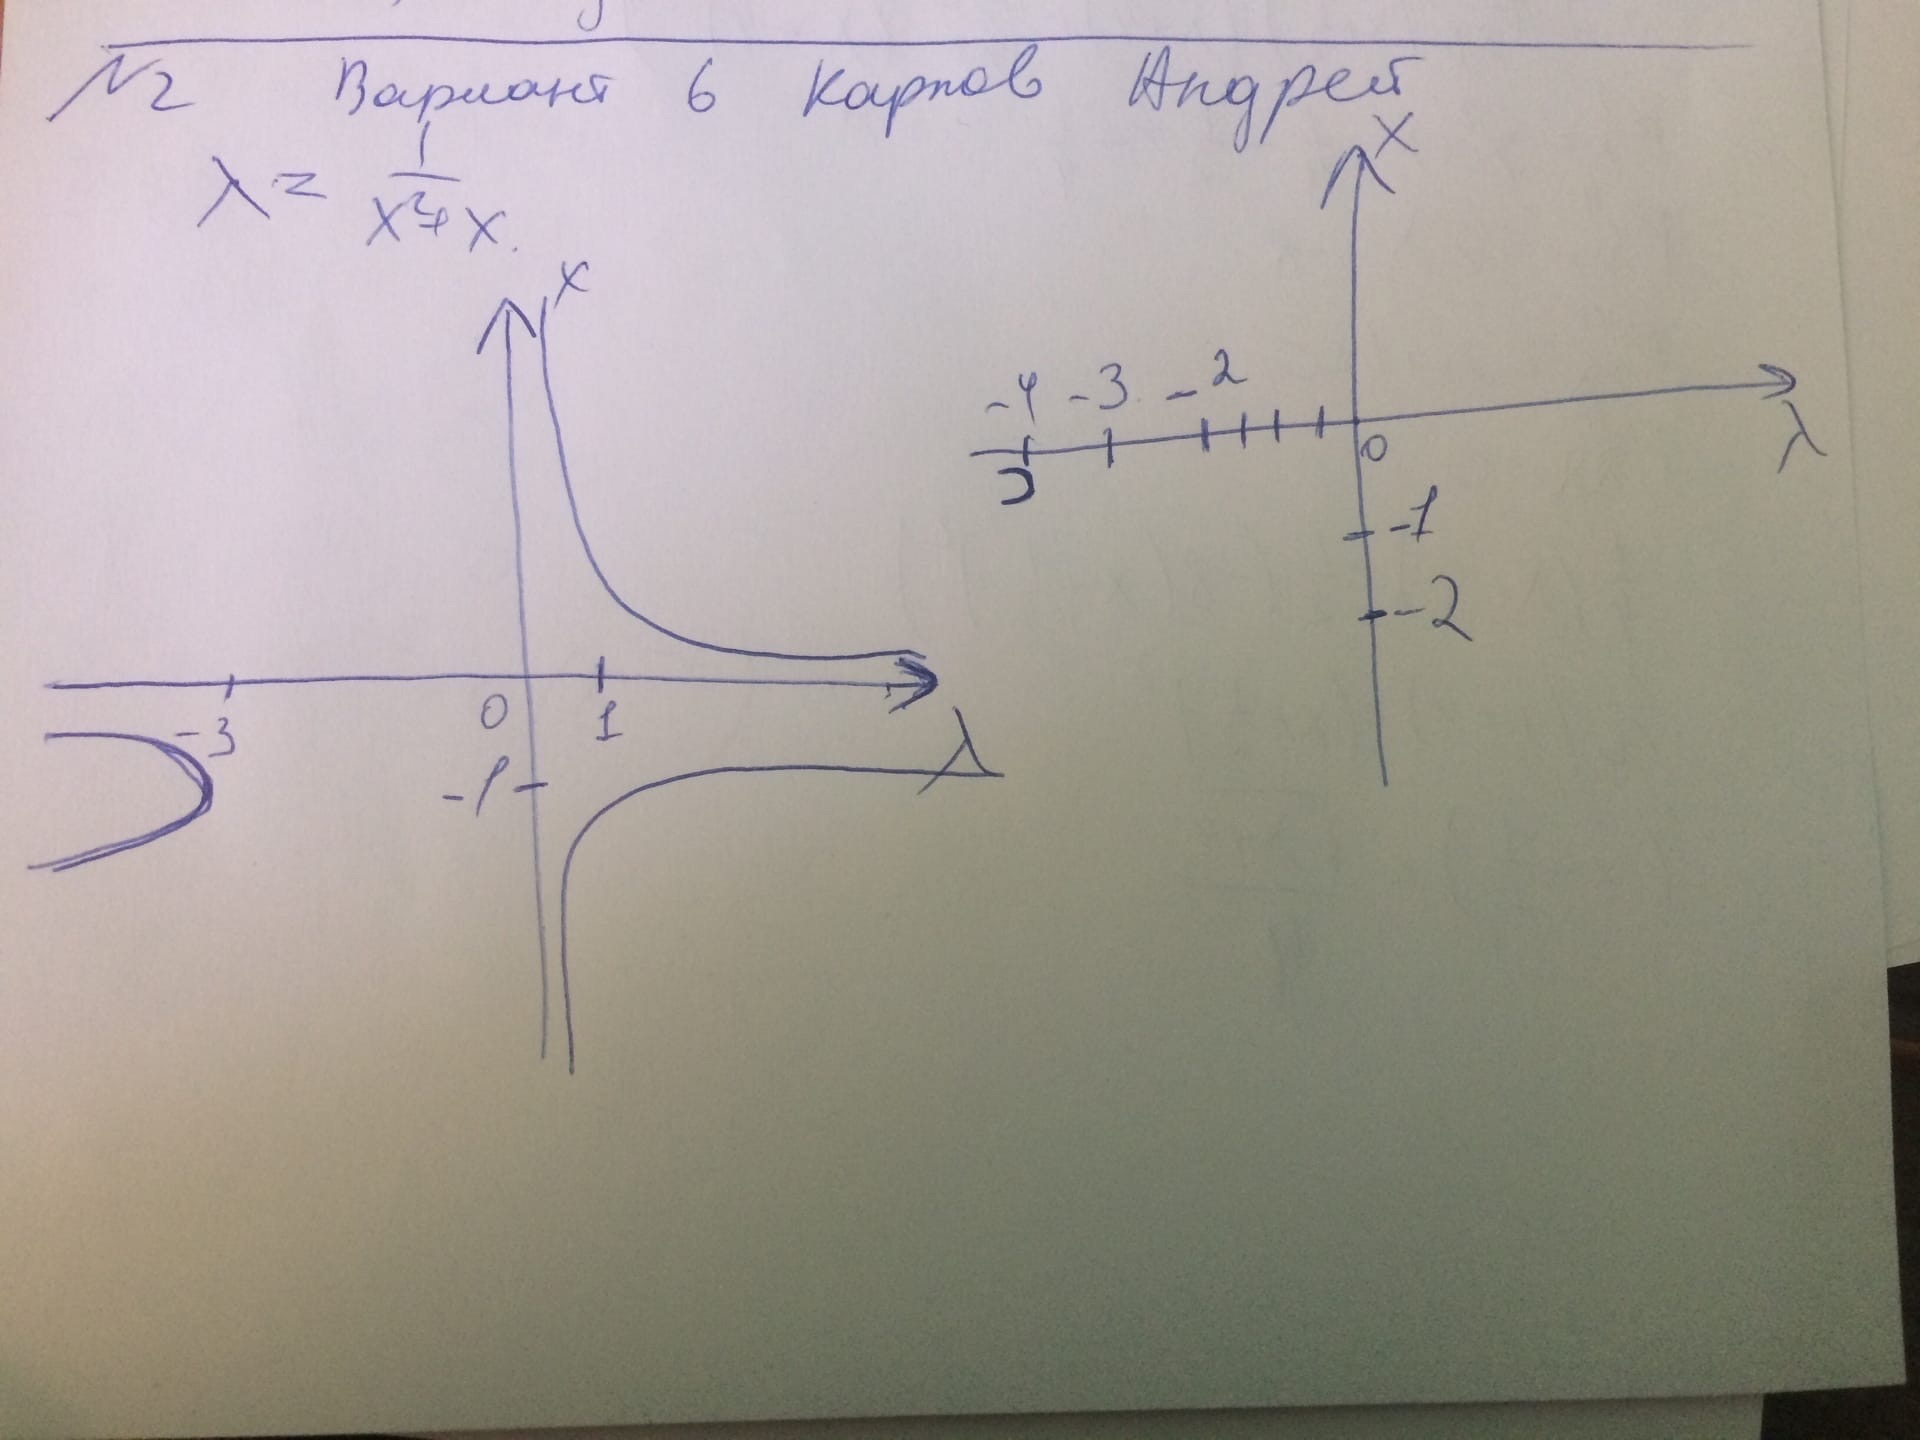 №2 Вариант 6 Карпов Андрей
λ = 1/(x²+x).
x
-3 0 1
λ
-1
x
-4 -3 -2
0
λ
-1
-2